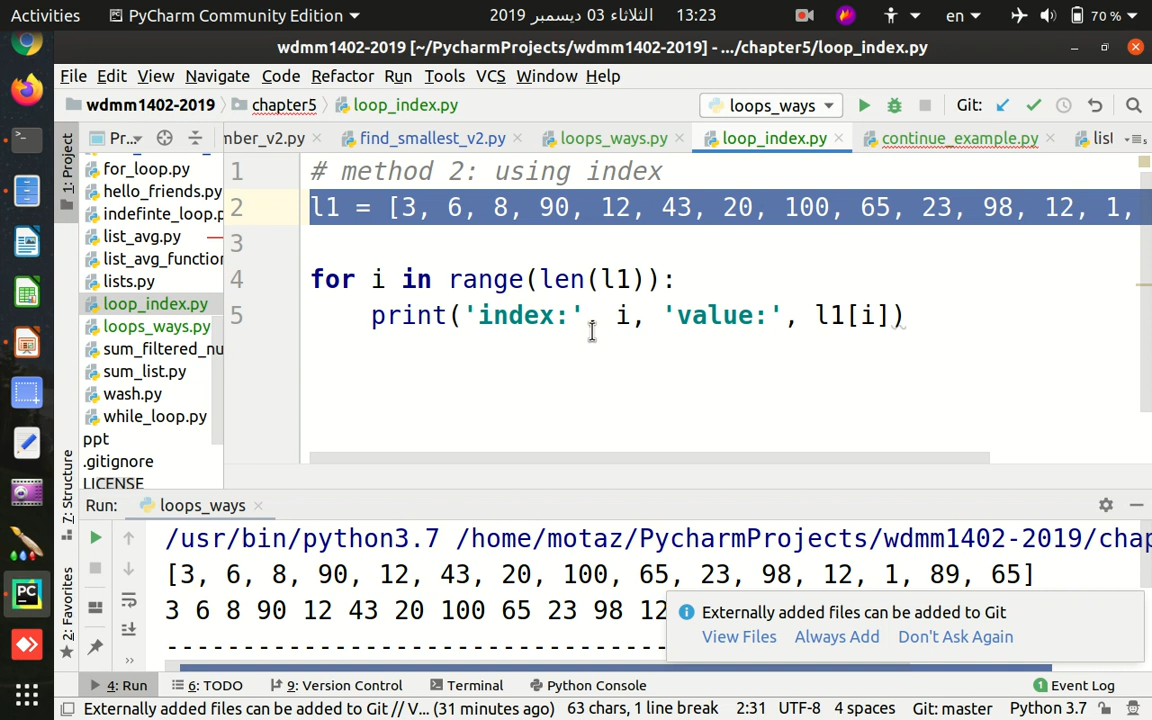 Activities PyCharm Community Edition الثلاثاء 03 ديسمبر 2019 13:23 en 70 %
wdmm1402-2019 [~/PycharmProjects/wdmm1402-2019] - .../chapter5/loop_index.py
File Edit View Navigate Code Refactor Run Tools VCS Window Help
wdmm1402-2019 chapter5 loop_index.py loops_ways Git:
1: Project
Pr... mber_v2.py find_smallest_v2.py loops_ways.py loop_index.py continue_example.py list
for_loop.py
hello_friends.py
indefinte_loop.p
list_avg.py
list_avg_function
lists.py
loop_index.py
loops_ways.py
sum_filtered_nu
sum_list.py
wash.py
while_loop.py
ppt
.gitignore
LICENSE
1 # method 2: using index
2 l1 = [3, 6, 8, 90, 12, 43, 20, 100, 65, 23, 98, 12, 1,
3
4 for i in range(len(l1)):
5 print('index:', i, 'value:', l1[i])
7: Structure
2: Favorites
Run: loops_ways
/usr/bin/python3.7 /home/motaz/PycharmProjects/wdmm1402-2019/chap
[3, 6, 8, 90, 12, 43, 20, 100, 65, 23, 98, 12, 1, 89, 65]
3 6 8 90 12 43 20 100 65 23 98 12
---------------------------------
Externally added files can be added to Git
View Files Always Add Don't Ask Again
4: Run 6: TODO 9: Version Control Terminal Python Console 1 Event Log
Externally added files can be added to Git // V... (31 minutes ago) 63 chars, 1 line break 2:31 UTF-8 4 spaces Git: master Python 3.7